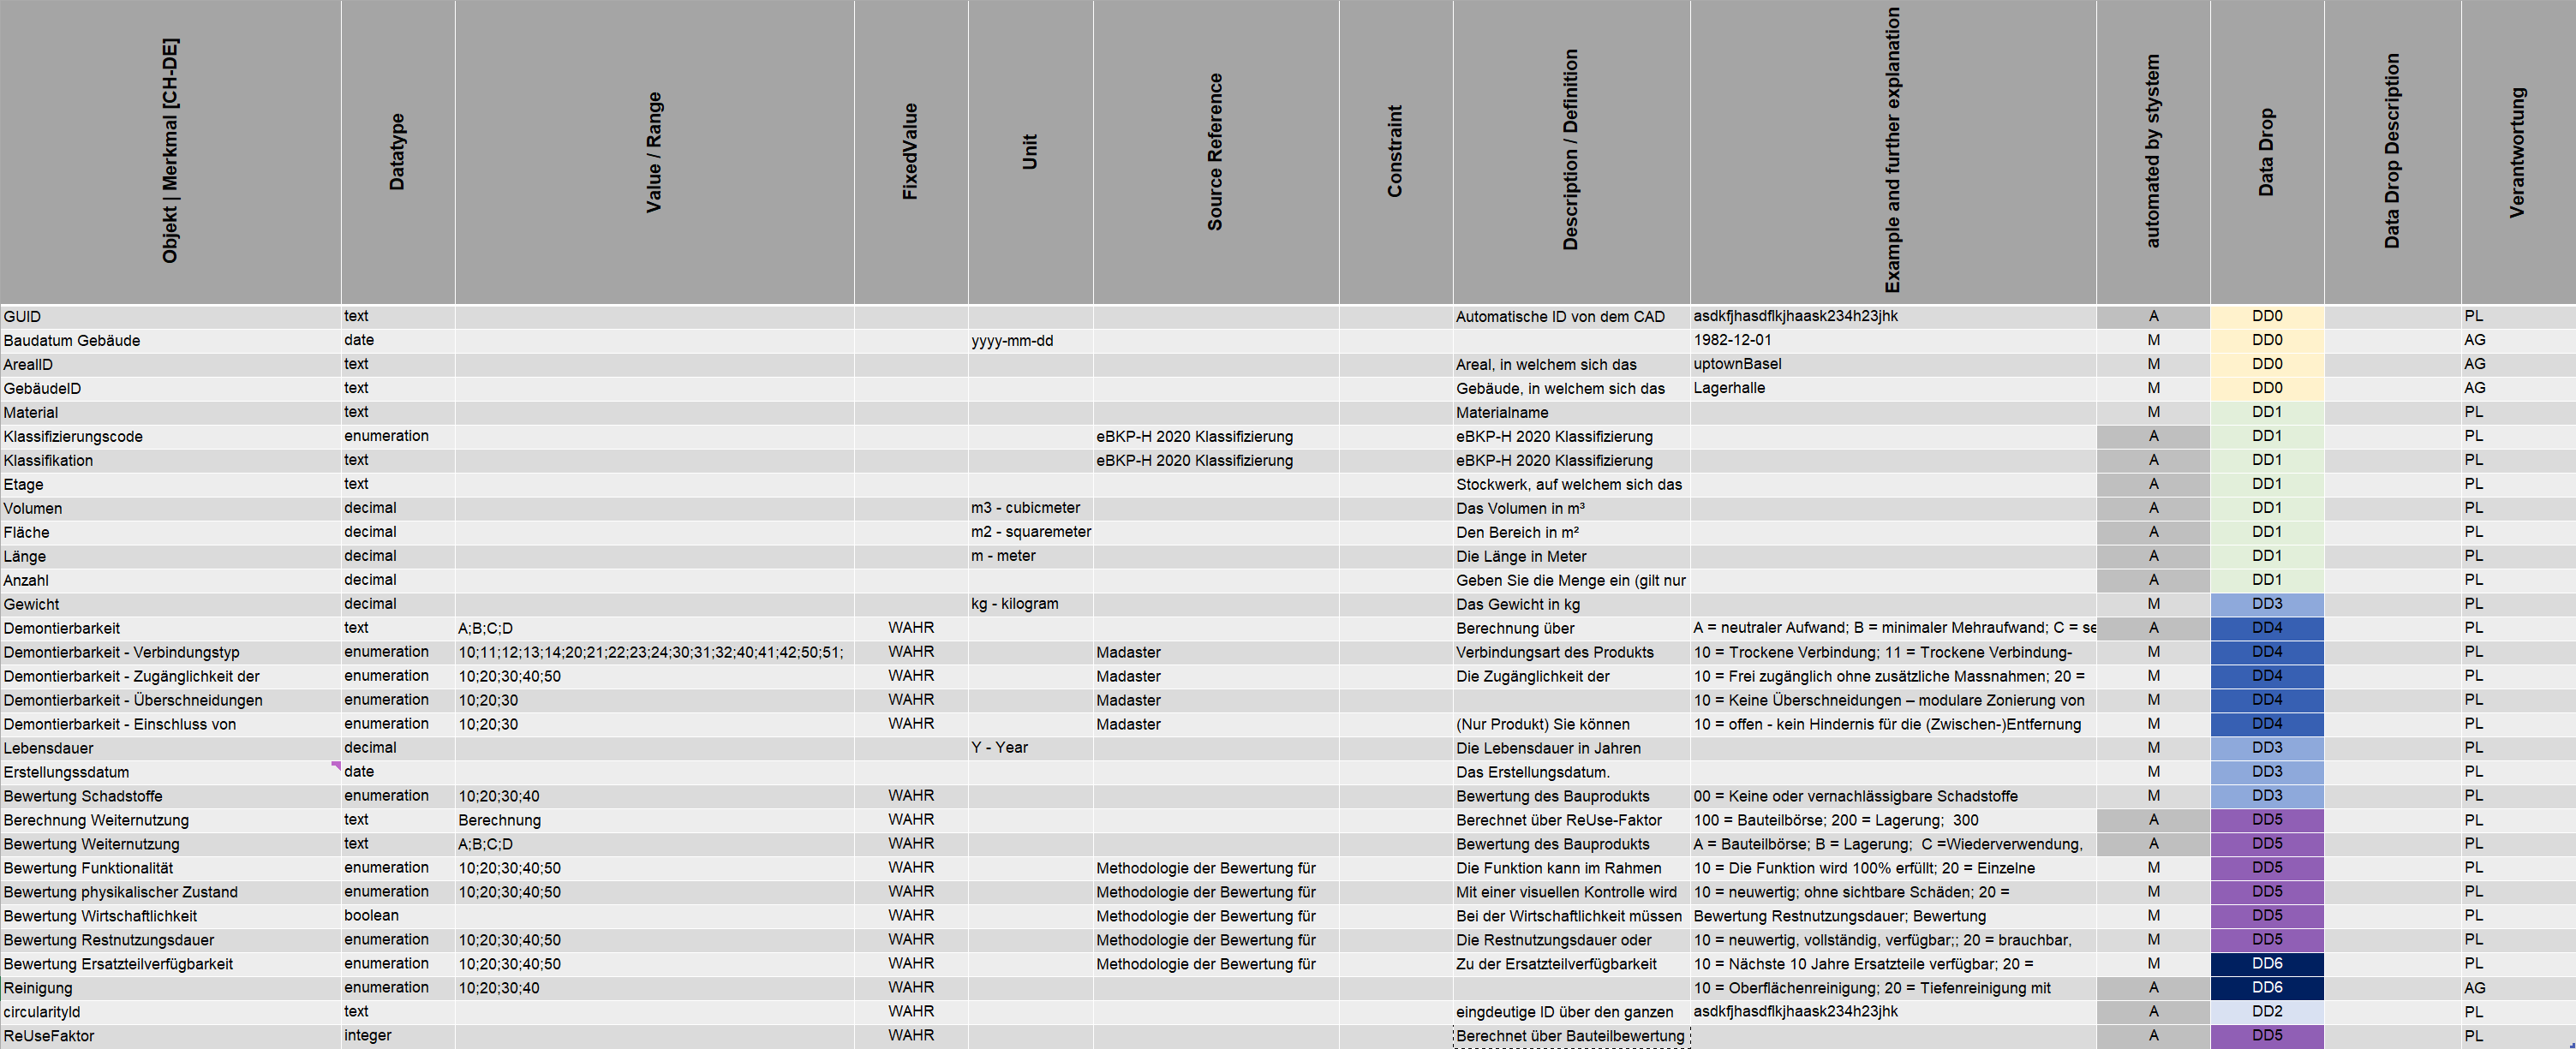 Objekt | Merkmal [CH-DE] Datatype Value / Range FixedValue Unit Source Reference Constraint Description / Definition Example and further explanation automated by stystem Data Drop Data Drop Description Verantwortung
GUID text Automatische ID von dem CAD asdkfjhasdflkjhaask234h23jhk A DD0 PL
Baudatum Gebäude date yyyy-mm-dd 1982-12-01 M DD0 AG
ArealID text Areal, in welchem sich das uptownBasel M DD0 AG
GebäudeID text Gebäude, in welchem sich das Lagerhalle M DD0 AG
Material text Materialname M DD1 PL
Klassifizierungscode enumeration eBKP-H 2020 Klassifizierung eBKP-H 2020 Klassifizierung A DD1 PL
Klassifikation text eBKP-H 2020 Klassifizierung eBKP-H 2020 Klassifizierung A DD1 PL
Etage text Stockwerk, auf welchem sich das A DD1 PL
Volumen decimal m3 - cubicmeter Das Volumen in m³ A DD1 PL
Fläche decimal m2 - squaremeter Den Bereich in m² A DD1 PL
Länge decimal m - meter Die Länge in Meter A DD1 PL
Anzahl decimal Geben Sie die Menge ein (gilt nur A DD1 PL
Gewicht decimal kg - kilogram Das Gewicht in kg M DD3 PL
Demontierbarkeit text A;B;C;D WAHR Berechnung über A = neutraler Aufwand; B = minimaler Mehraufwand; C = se A DD4 PL
Demontierbarkeit - Verbindungstyp enumeration 10;11;12;13;14;20;21;22;23;24;30;31;32;40;41;42;50;51; WAHR Madaster Verbindungsart des Produkts 10 = Trockene Verbindung; 11 = Trockene Verbindung- M DD4 PL
Demontierbarkeit - Zugänglichkeit der enumeration 10;20;30;40;50 WAHR Madaster Die Zugänglichkeit der 10 = Frei zugänglich ohne zusätzliche Massnahmen; 20 = M DD4 PL
Demontierbarkeit - Überschneidungen enumeration 10;20;30 WAHR Madaster 10 = Keine Überschneidungen – modulare Zonierung von M DD4 PL
Demontierbarkeit - Einschluss von enumeration 10;20;30 WAHR Madaster (Nur Produkt) Sie können 10 = offen - kein Hindernis für die (Zwischen-)Entfernung M DD4 PL
Lebensdauer decimal Y - Year Die Lebensdauer in Jahren M DD3 PL
Erstellungssdatum date Das Erstellungsdatum. M DD3 PL
Bewertung Schadstoffe enumeration 10;20;30;40 WAHR Bewertung des Bauprodukts 00 = Keine oder vernachlässigbare Schadstoffe M DD3 PL
Berechnung Weiternutzung text Berechnung WAHR Berechnet über ReUse-Faktor 100 = Bauteilbörse; 200 = Lagerung; 300 A DD5 PL
Bewertung Weiternutzung text A;B;C;D WAHR Bewertung des Bauprodukts A = Bauteilbörse; B = Lagerung; C =Wiederverwendung, A DD5 PL
Bewertung Funktionalität enumeration 10;20;30;40;50 WAHR Methodologie der Bewertung für Die Funktion kann im Rahmen 10 = Die Funktion wird 100% erfüllt; 20 = Einzelne M DD5 PL
Bewertung physikalischer Zustand enumeration 10;20;30;40;50 WAHR Methodologie der Bewertung für Mit einer visuellen Kontrolle wird 10 = neuwertig; ohne sichtbare Schäden; 20 = M DD5 PL
Bewertung Wirtschaftlichkeit boolean WAHR Methodologie der Bewertung für Bei der Wirtschaftlichkeit müssen Bewertung Restnutzungsdauer; Bewertung M DD5 PL
Bewertung Restnutzungsdauer enumeration 10;20;30;40;50 WAHR Methodologie der Bewertung für Die Restnutzungsdauer oder 10 = neuwertig, vollständig, verfügbar;; 20 = brauchbar, M DD5 PL
Bewertung Ersatzteilverfügbarkeit enumeration 10;20;30;40;50 WAHR Methodologie der Bewertung für Zu der Ersatzteilverfügbarkeit 10 = Nächste 10 Jahre Ersatzteile verfügbar; 20 = M DD6 PL
Reinigung enumeration 10;20;30;40 WAHR 10 = Oberflächenreinigung; 20 = Tiefenreinigung mit A DD6 AG
circularityId text WAHR eingdeutige ID über den ganzen asdkfjhasdflkjhaask234h23jhk A DD2 PL
ReUseFaktor integer WAHR Berechnet über Bauteilbewertung A DD5 PL